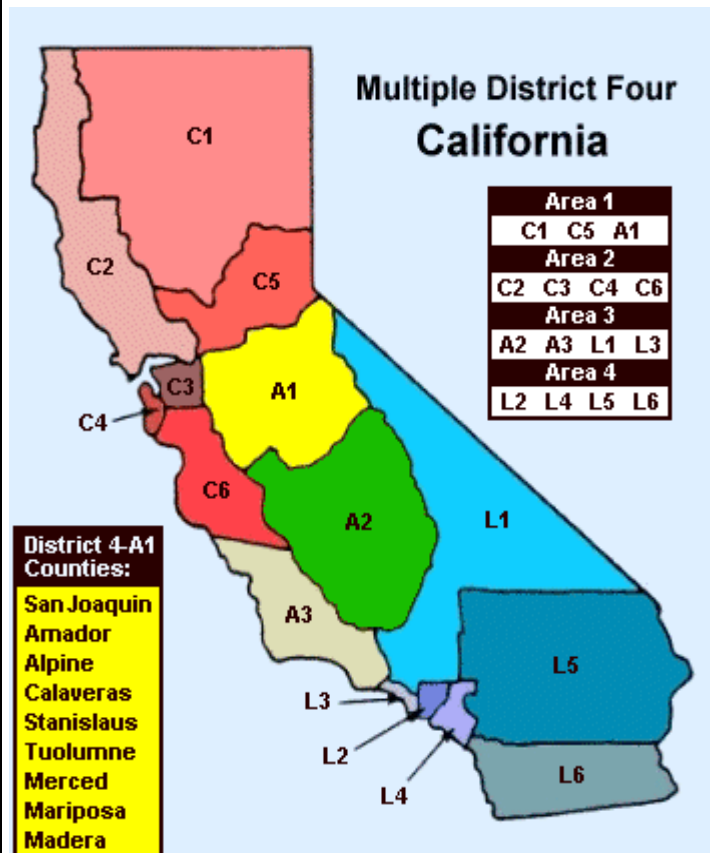 Multiple District Four
California
C1
Area 1
C1 C5 A1
Area 2
C2 C3 C4 C6
Area 3
A2 A3 L1 L3
Area 4
L2 L4 L5 L6
C2
C5
C3
A1
C4
C6
A2
L1
District 4-A1
Counties:
San Joaquin
Amador
Alpine
Calaveras
Stanislaus
Tuolumne
Merced
Mariposa
Madera
A3
L5
L3
L2
L4
L6